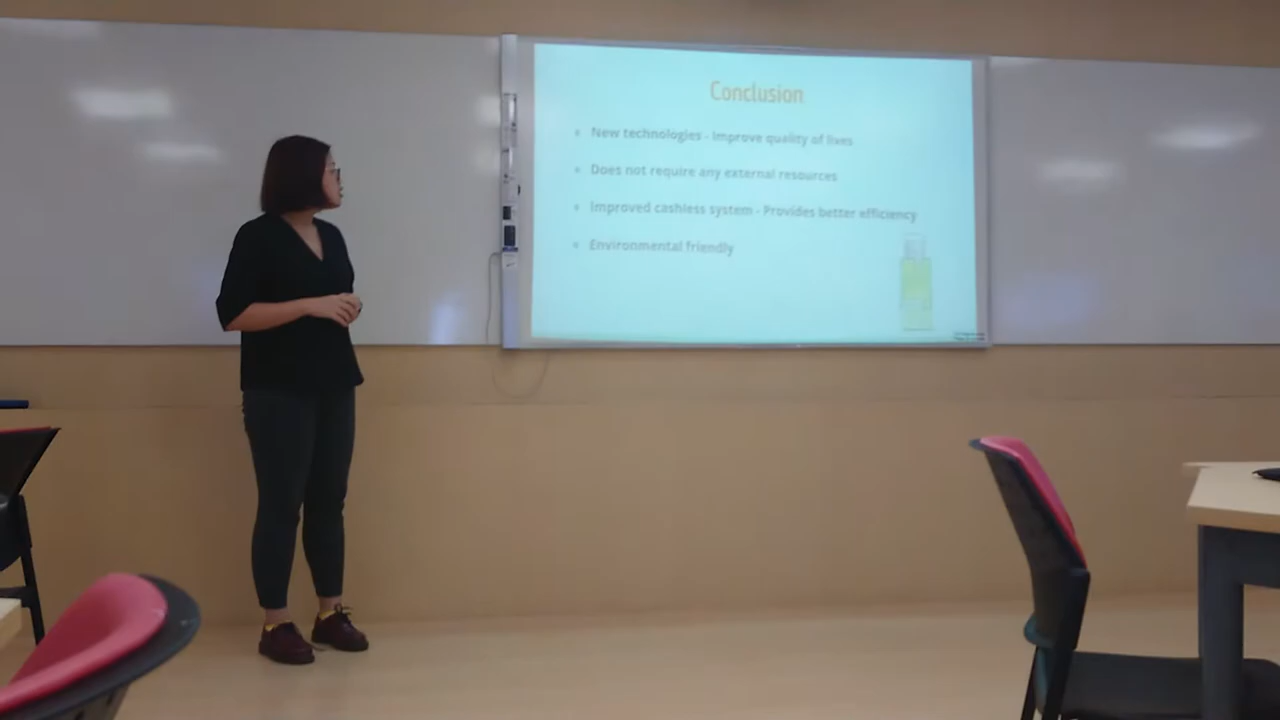 Conclusion
New technologies - Improve quality of lives
Does not require any external resources
Improved cashless system - Provides better efficiency
Environmental friendly